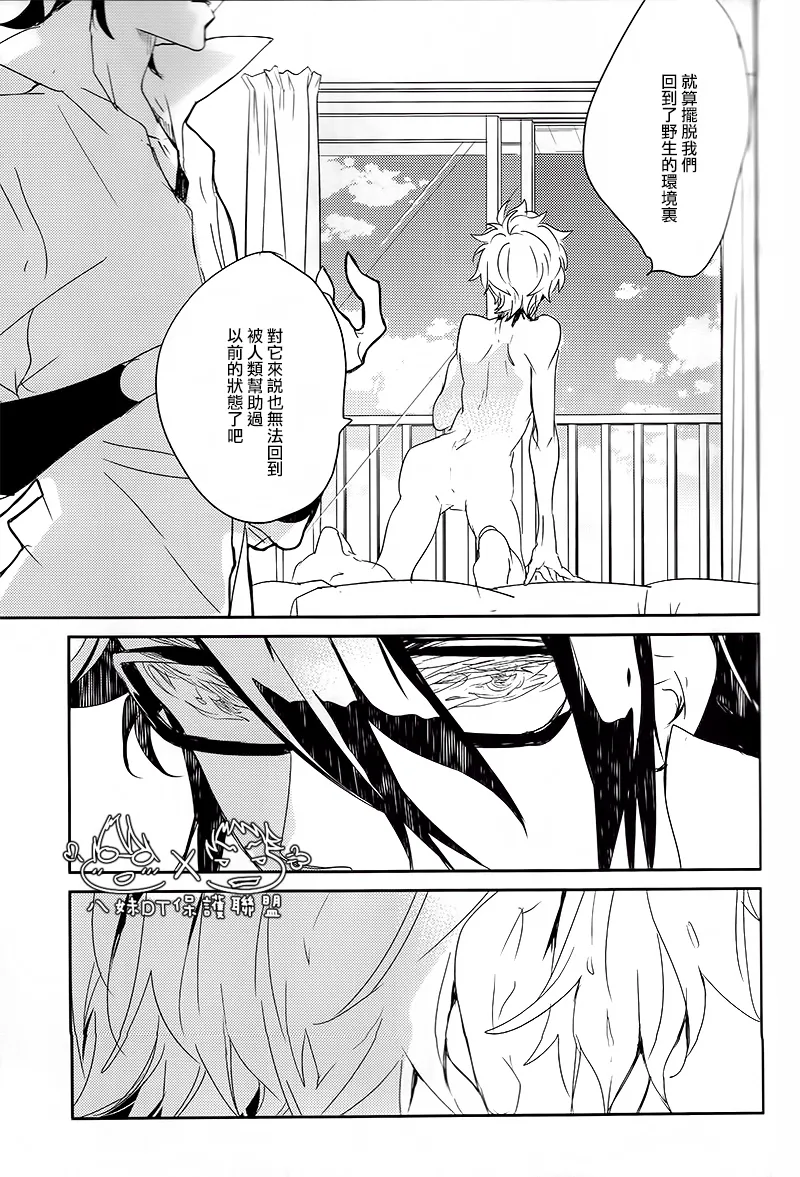 就算擺脱我們
回到了野生的環境裏
對它來説也無法回到
被人類幫助過
以前的狀態了吧
八妹DT保護聯盟